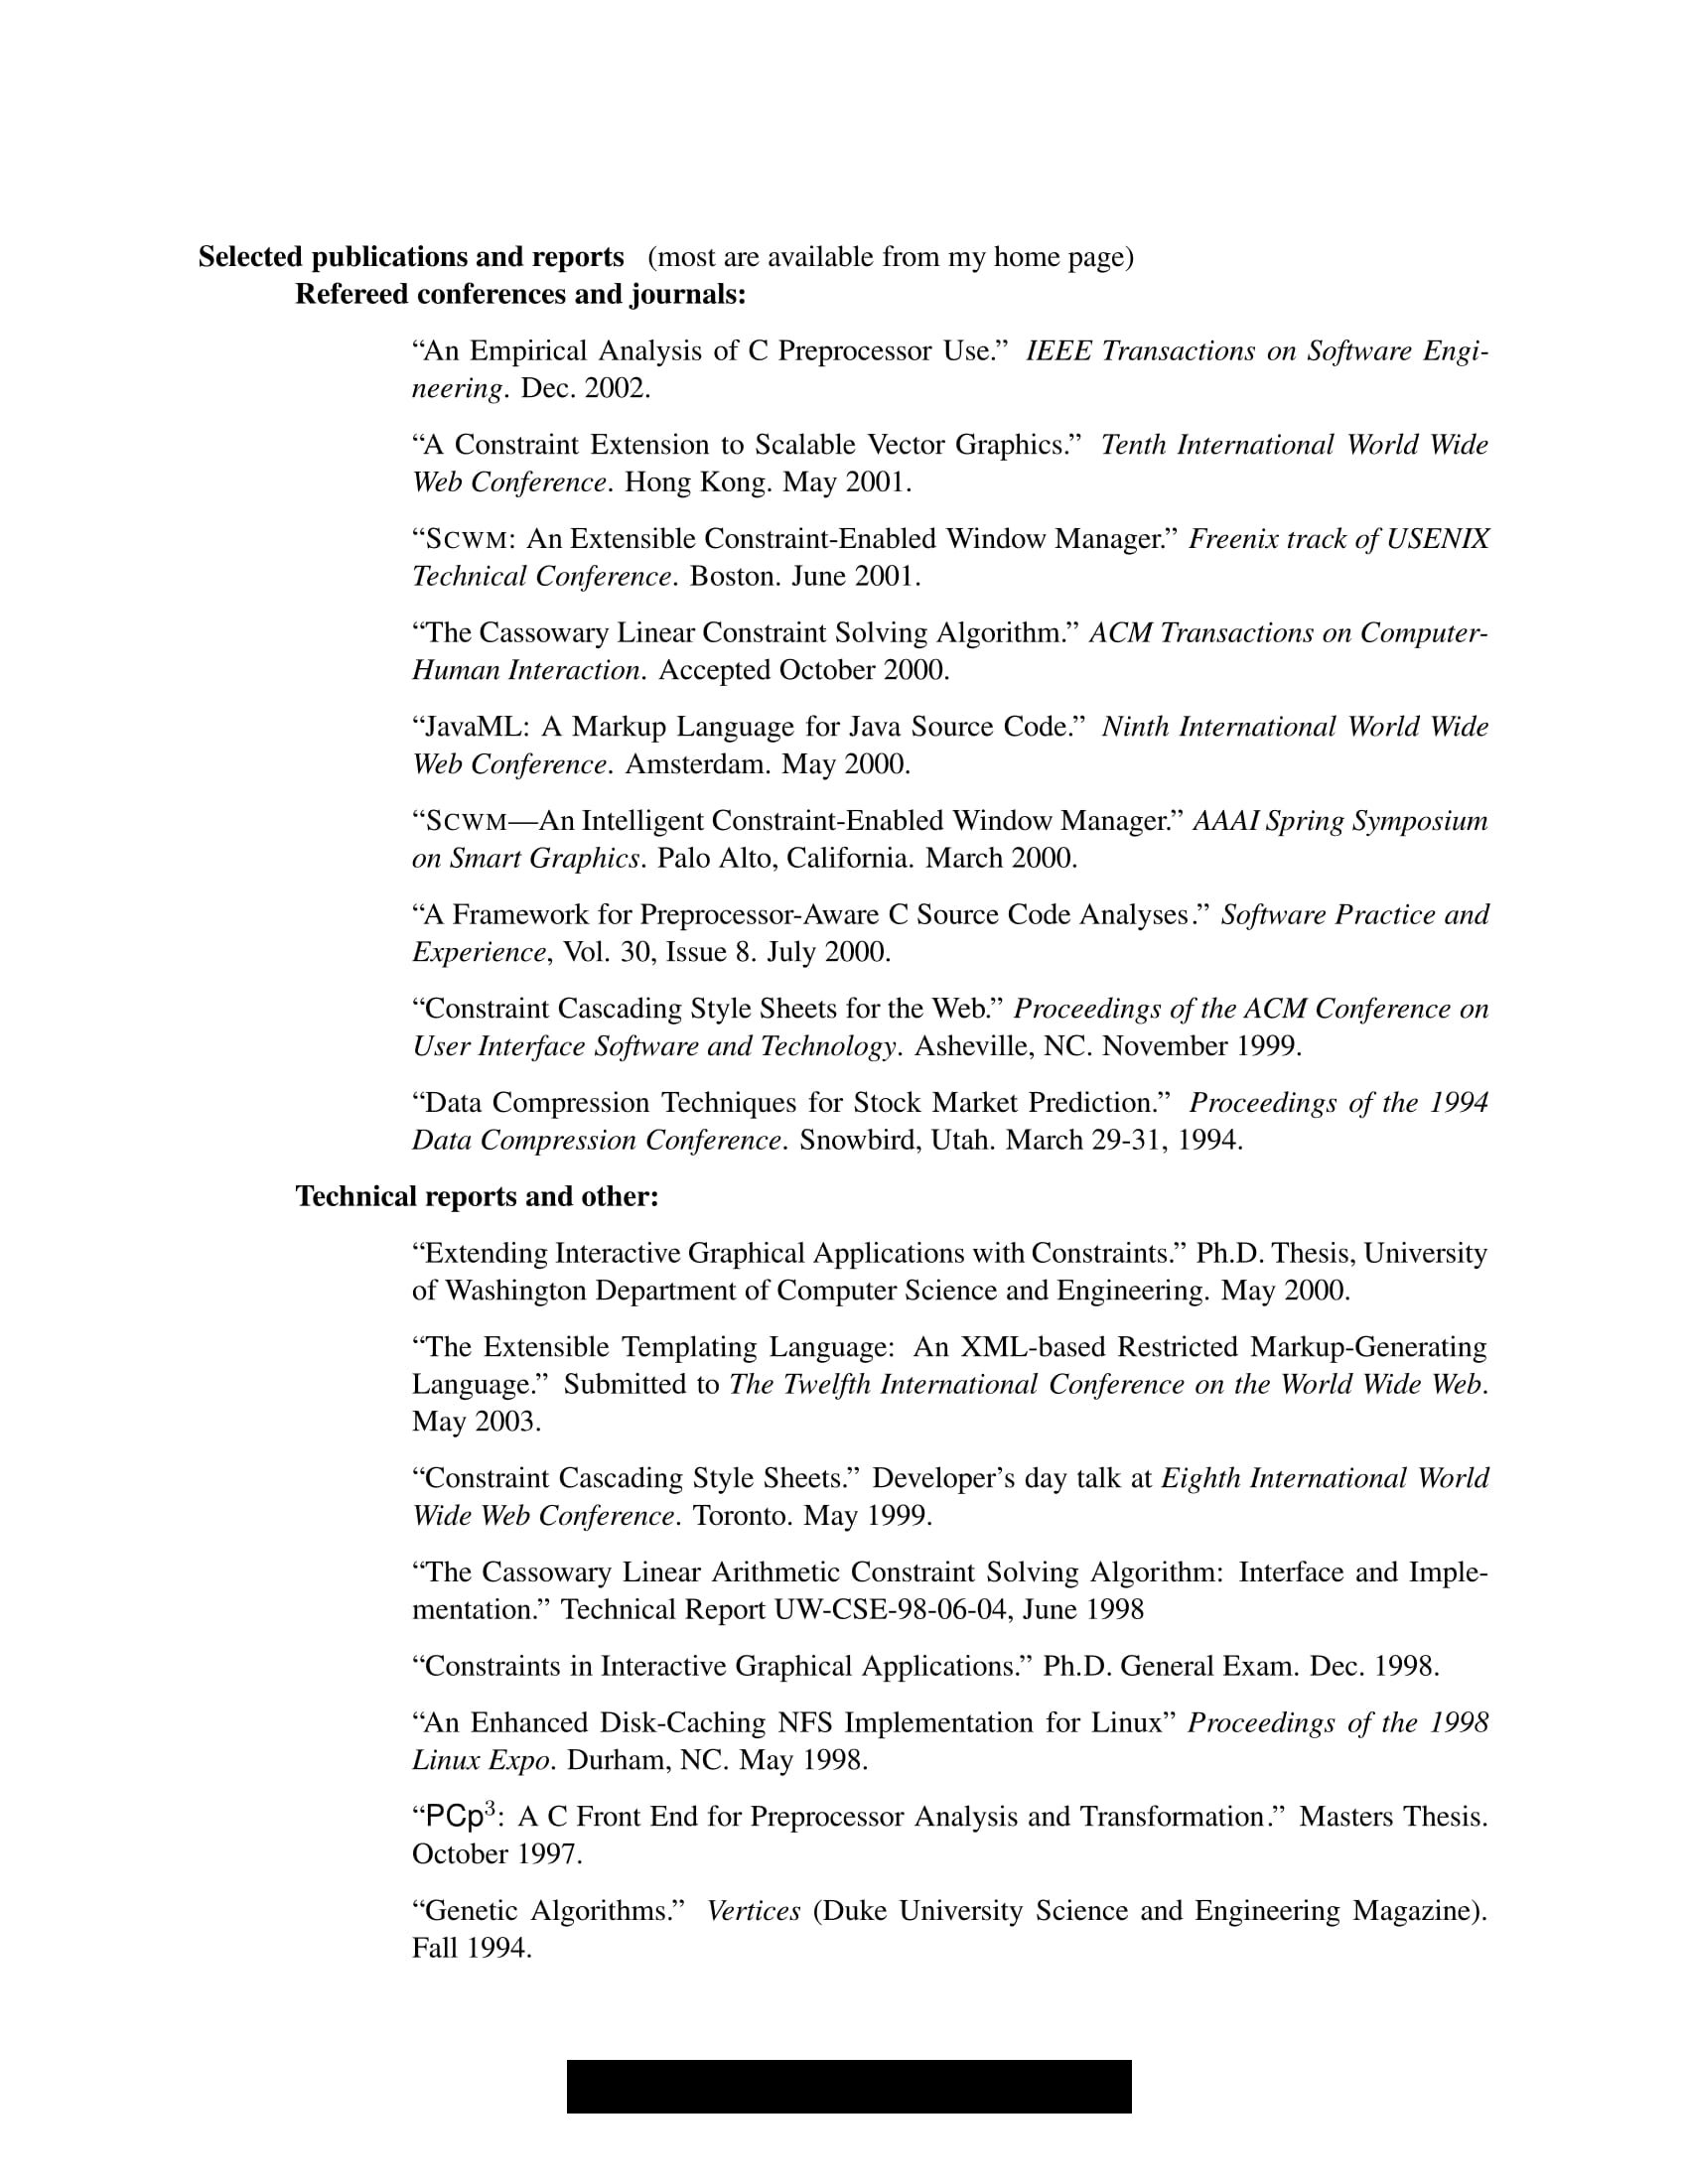 Selected publications and reports (most are available from my home page)
Refereed conferences and journals:
“An Empirical Analysis of C Preprocessor Use.” IEEE Transactions on Software Engi-
neering. Dec. 2002.
“A Constraint Extension to Scalable Vector Graphics.” Tenth International World Wide
Web Conference. Hong Kong. May 2001.
“SCWM: An Extensible Constraint-Enabled Window Manager.” Freenix track of USENIX
Technical Conference. Boston. June 2001.
“The Cassowary Linear Constraint Solving Algorithm.” ACM Transactions on Computer-
Human Interaction. Accepted October 2000.
“JavaML: A Markup Language for Java Source Code.” Ninth International World Wide
Web Conference. Amsterdam. May 2000.
“SCWM—An Intelligent Constraint-Enabled Window Manager.” AAAI Spring Symposium
on Smart Graphics. Palo Alto, California. March 2000.
“A Framework for Preprocessor-Aware C Source Code Analyses.” Software Practice and
Experience, Vol. 30, Issue 8. July 2000.
“Constraint Cascading Style Sheets for the Web.” Proceedings of the ACM Conference on
User Interface Software and Technology. Asheville, NC. November 1999.
“Data Compression Techniques for Stock Market Prediction.” Proceedings of the 1994
Data Compression Conference. Snowbird, Utah. March 29-31, 1994.
Technical reports and other:
“Extending Interactive Graphical Applications with Constraints.” Ph.D. Thesis, University
of Washington Department of Computer Science and Engineering. May 2000.
“The Extensible Templating Language: An XML-based Restricted Markup-Generating
Language.” Submitted to The Twelfth International Conference on the World Wide Web.
May 2003.
“Constraint Cascading Style Sheets.” Developer’s day talk at Eighth International World
Wide Web Conference. Toronto. May 1999.
“The Cassowary Linear Arithmetic Constraint Solving Algorithm: Interface and Imple-
mentation.” Technical Report UW-CSE-98-06-04, June 1998
“Constraints in Interactive Graphical Applications.” Ph.D. General Exam. Dec. 1998.
“An Enhanced Disk-Caching NFS Implementation for Linux” Proceedings of the 1998
Linux Expo. Durham, NC. May 1998.
“PCp³: A C Front End for Preprocessor Analysis and Transformation.” Masters Thesis.
October 1997.
“Genetic Algorithms.” Vertices (Duke University Science and Engineering Magazine).
Fall 1994.